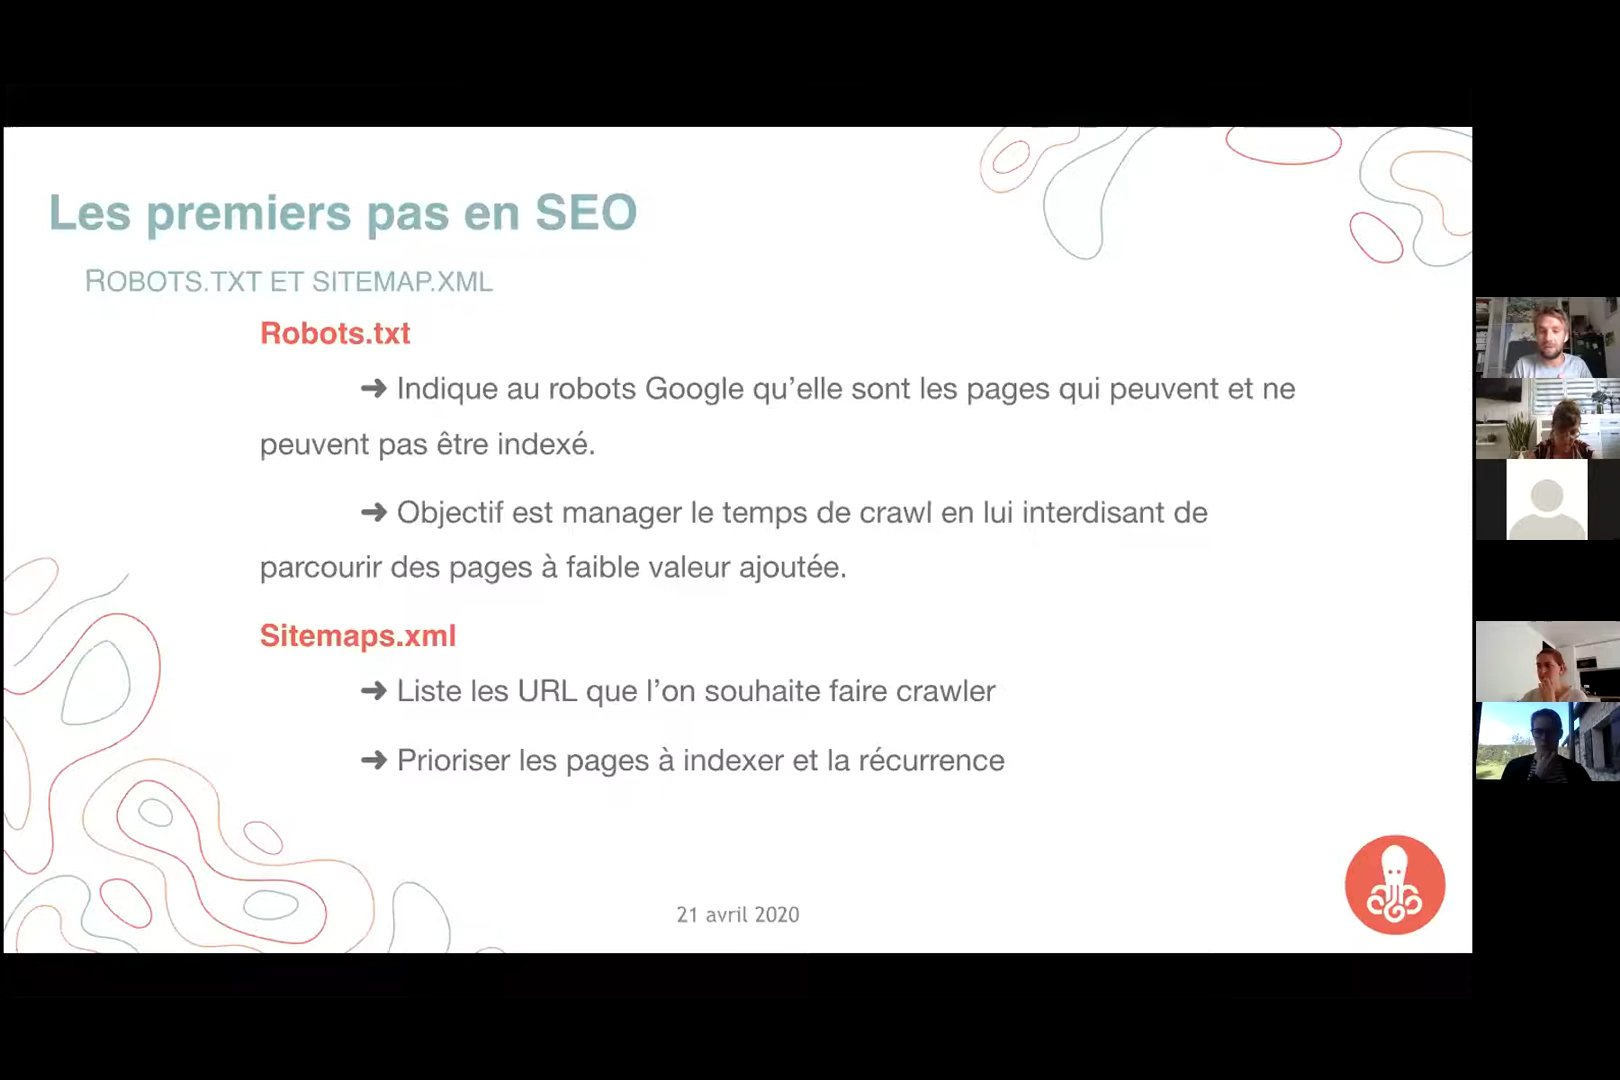 Les premiers pas en SEO
ROBOTS.TXT ET SITEMAP.XML
Robots.txt
➜ Indique au robots Google qu’elle sont les pages qui peuvent et ne
peuvent pas être indexé.
➜ Objectif est manager le temps de crawl en lui interdisant de
parcourir des pages à faible valeur ajoutée.
Sitemaps.xml
➜ Liste les URL que l’on souhaite faire crawler
➜ Prioriser les pages à indexer et la récurrence
21 avril 2020